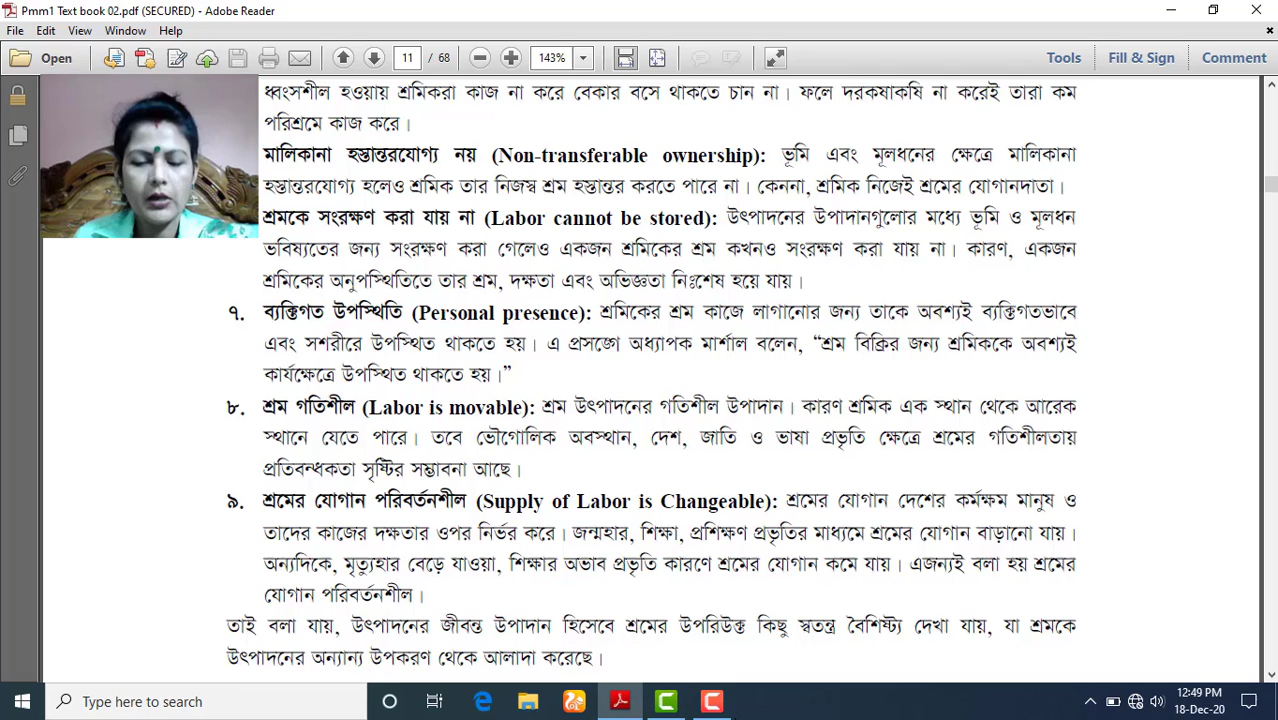 Pmm1 Text book 02.pdf (SECURED) - Adobe Reader
File Edit View Window Help
Open 11 / 68 143% Tools Fill & Sign Comment
ধ্বংসশীল হওয়ায় শ্রমিকরা কাজ না করে বেকার বসে থাকতে চান না। ফলে দরকষাকষি না করেই তারা কম
পরিশ্রমে কাজ করে।
মালিকানা হস্তান্তরযোগ্য নয় (Non-transferable ownership): ভূমি এবং মূলধনের ক্ষেত্রে মালিকানা
হস্তান্তরযোগ্য হলেও শ্রমিক তার নিজস্ব শ্রম হস্তান্তর করতে পারে না। কেননা, শ্রমিক নিজেই শ্রমের যোগানদাতা।
শ্রমকে সংরক্ষণ করা যায় না (Labor cannot be stored): উৎপাদনের উপাদানগুলোর মধ্যে ভূমি ও মূলধন
ভবিষ্যতের জন্য সংরক্ষণ করা গেলেও একজন শ্রমিকের শ্রম কখনও সংরক্ষণ করা যায় না। কারণ, একজন
শ্রমিকের অনুপস্থিতিতে তার শ্রম, দক্ষতা এবং অভিজ্ঞতা নিঃশেষ হয়ে যায়।
৭. ব্যক্তিগত উপস্থিতি (Personal presence): শ্রমিকের শ্রম কাজে লাগানোর জন্য তাকে অবশ্যই ব্যক্তিগতভাবে
এবং সশরীরে উপস্থিত থাকতে হয়। এ প্রসঙ্গে অধ্যাপক মার্শাল বলেন, “শ্রম বিক্রির জন্য শ্রমিককে অবশ্যই
কার্যক্ষেত্রে উপস্থিত থাকতে হয়।”
৮. শ্রম গতিশীল (Labor is movable): শ্রম উৎপাদনের গতিশীল উপাদান। কারণ শ্রমিক এক স্থান থেকে আরেক
স্থানে যেতে পারে। তবে ভৌগোলিক অবস্থান, দেশ, জাতি ও ভাষা প্রভৃতি ক্ষেত্রে শ্রমের গতিশীলতায়
প্রতিবন্ধকতা সৃষ্টির সম্ভাবনা আছে।
৯. শ্রমের যোগান পরিবর্তনশীল (Supply of Labor is Changeable): শ্রমের যোগান দেশের কর্মক্ষম মানুষ ও
তাদের কাজের দক্ষতার ওপর নির্ভর করে। জন্মহার, শিক্ষা, প্রশিক্ষণ প্রভৃতির মাধ্যমে শ্রমের যোগান বাড়ানো যায়।
অন্যদিকে, মৃত্যুহার বেড়ে যাওয়া, শিক্ষার অভাব প্রভৃতি কারণে শ্রমের যোগান কমে যায়। এজন্যই বলা হয় শ্রমের
যোগান পরিবর্তনশীল।
তাই বলা যায়, উৎপাদনের জীবন্ত উপাদান হিসেবে শ্রমের উপরিউক্ত কিছু স্বতন্ত্র বৈশিষ্ট্য দেখা যায়, যা শ্রমকে
উৎপাদনের অন্যান্য উপকরণ থেকে আলাদা করেছে।
Type here to search
12:49 PM
18-Dec-20